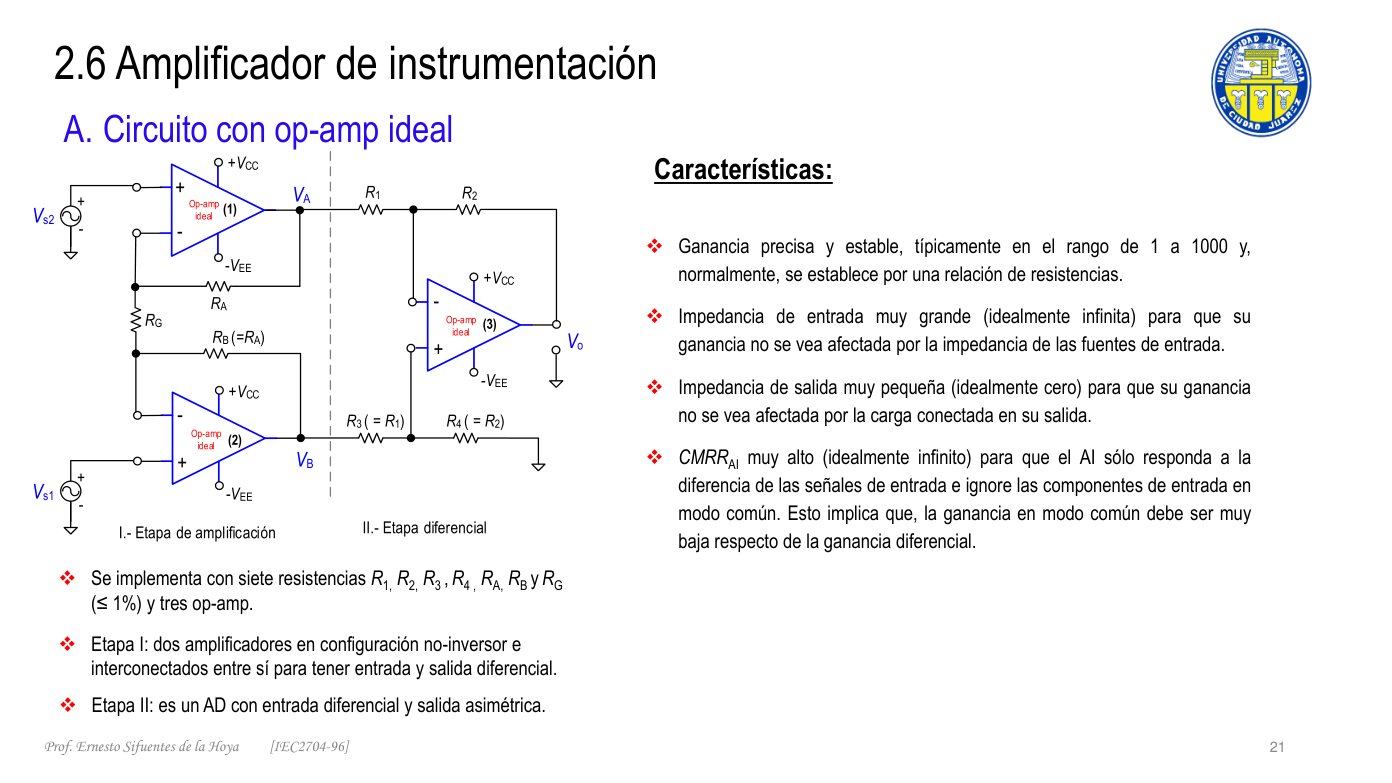 2.6 Amplificador de instrumentación
UNIVERSIDAD AUTONOMA
DE CIUDAD JUAREZ
A. Circuito con op-amp ideal
+VCC
VA
R1
R2
+
Op-amp
ideal
(1)
-
-VEE
Vs2
+
-
RA
RG
RB (=RA)
+VCC
-
Op-amp
ideal
(3)
+
-VEE
Vo
+VCC
-
Op-amp
ideal
(2)
+
-VEE
VB
R3 ( = R1)
R4 ( = R2)
Vs1
+
-
I.- Etapa de amplificación
II.- Etapa diferencial
Se implementa con siete resistencias R1, R2, R3 , R4 , RA, RB y RG
(≤ 1%) y tres op-amp.
Etapa I: dos amplificadores en configuración no-inversor e
interconectados entre sí para tener entrada y salida diferencial.
Etapa II: es un AD con entrada diferencial y salida asimétrica.
Características:
Ganancia precisa y estable, típicamente en el rango de 1 a 1000 y,
normalmente, se establece por una relación de resistencias.
Impedancia de entrada muy grande (idealmente infinita) para que su
ganancia no se vea afectada por la impedancia de las fuentes de entrada.
Impedancia de salida muy pequeña (idealmente cero) para que su ganancia
no se vea afectada por la carga conectada en su salida.
CMRRAI muy alto (idealmente infinito) para que el AI sólo responda a la
diferencia de las señales de entrada e ignore las componentes de entrada en
modo común. Esto implica que, la ganancia en modo común debe ser muy
baja respecto de la ganancia diferencial.
Prof. Ernesto Sifuentes de la Hoya [IEC2704-96]
21